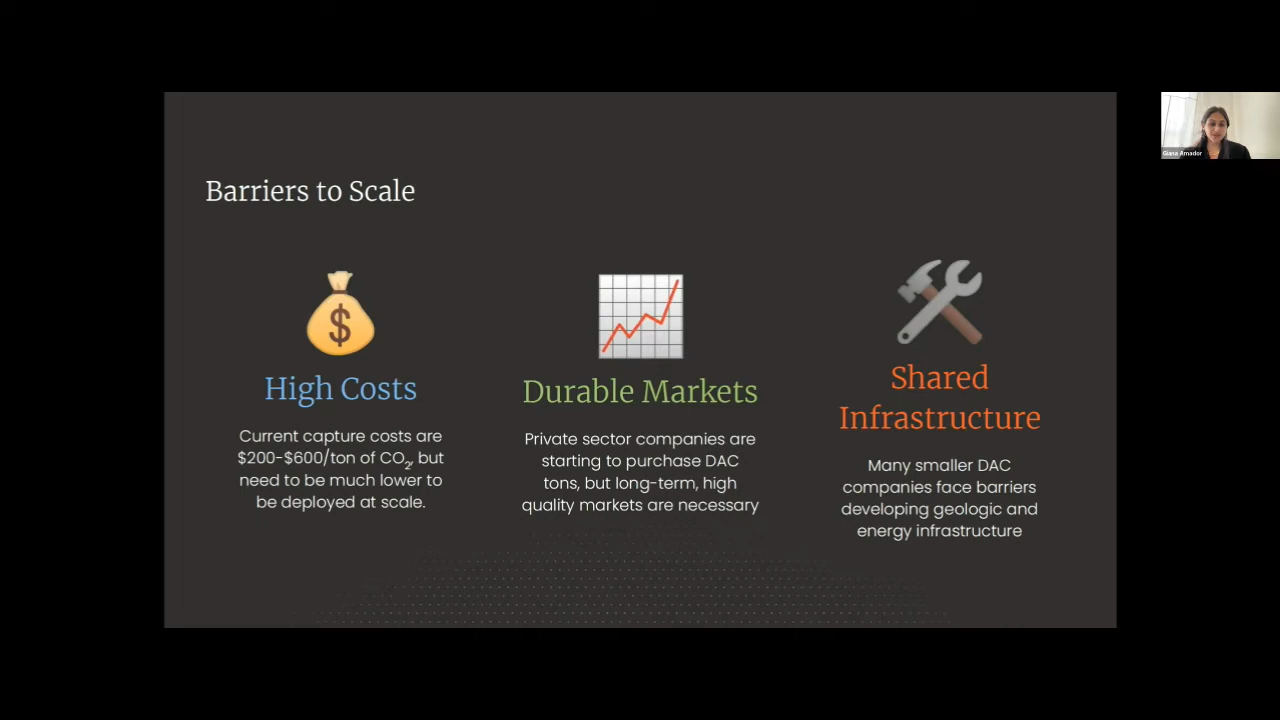 Barriers to Scale
$
High Costs
Current capture costs are
$200-$600/ton of CO2, but
need to be much lower to
be deployed at scale.
Durable Markets
Private sector companies are
starting to purchase DAC
tons, but long-term, high
quality markets are necessary
Shared
Infrastructure
Many smaller DAC
companies face barriers
developing geologic and
energy infrastructure
Giana Amador